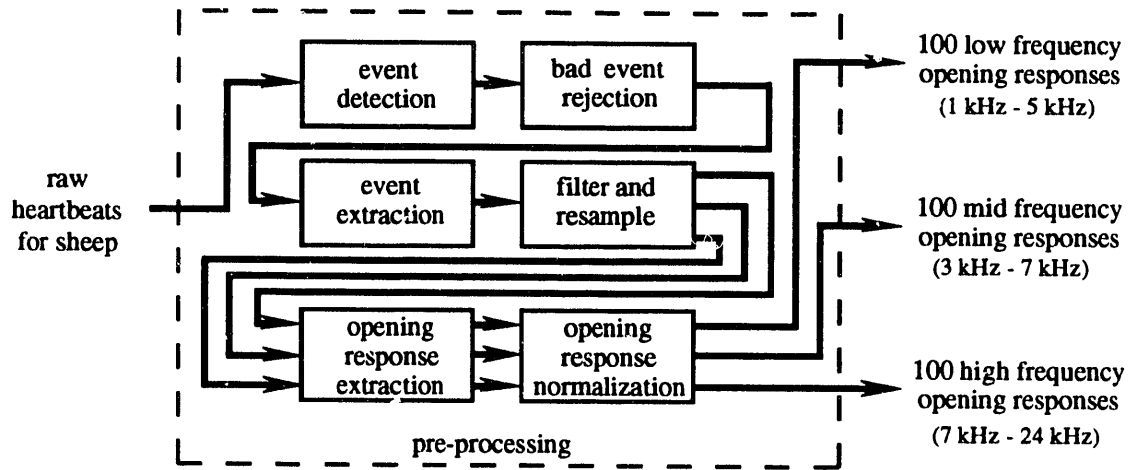 raw
heartbeats
for sheep
event
detection
bad event
rejection
event
extraction
filter and
resample
opening
response
extraction
opening
response
normalization
pre-processing
100 low frequency
opening responses
(1 kHz - 5 kHz)
100 mid frequency
opening responses
(3 kHz - 7 kHz)
100 high frequency
opening responses
(7 kHz - 24 kHz)